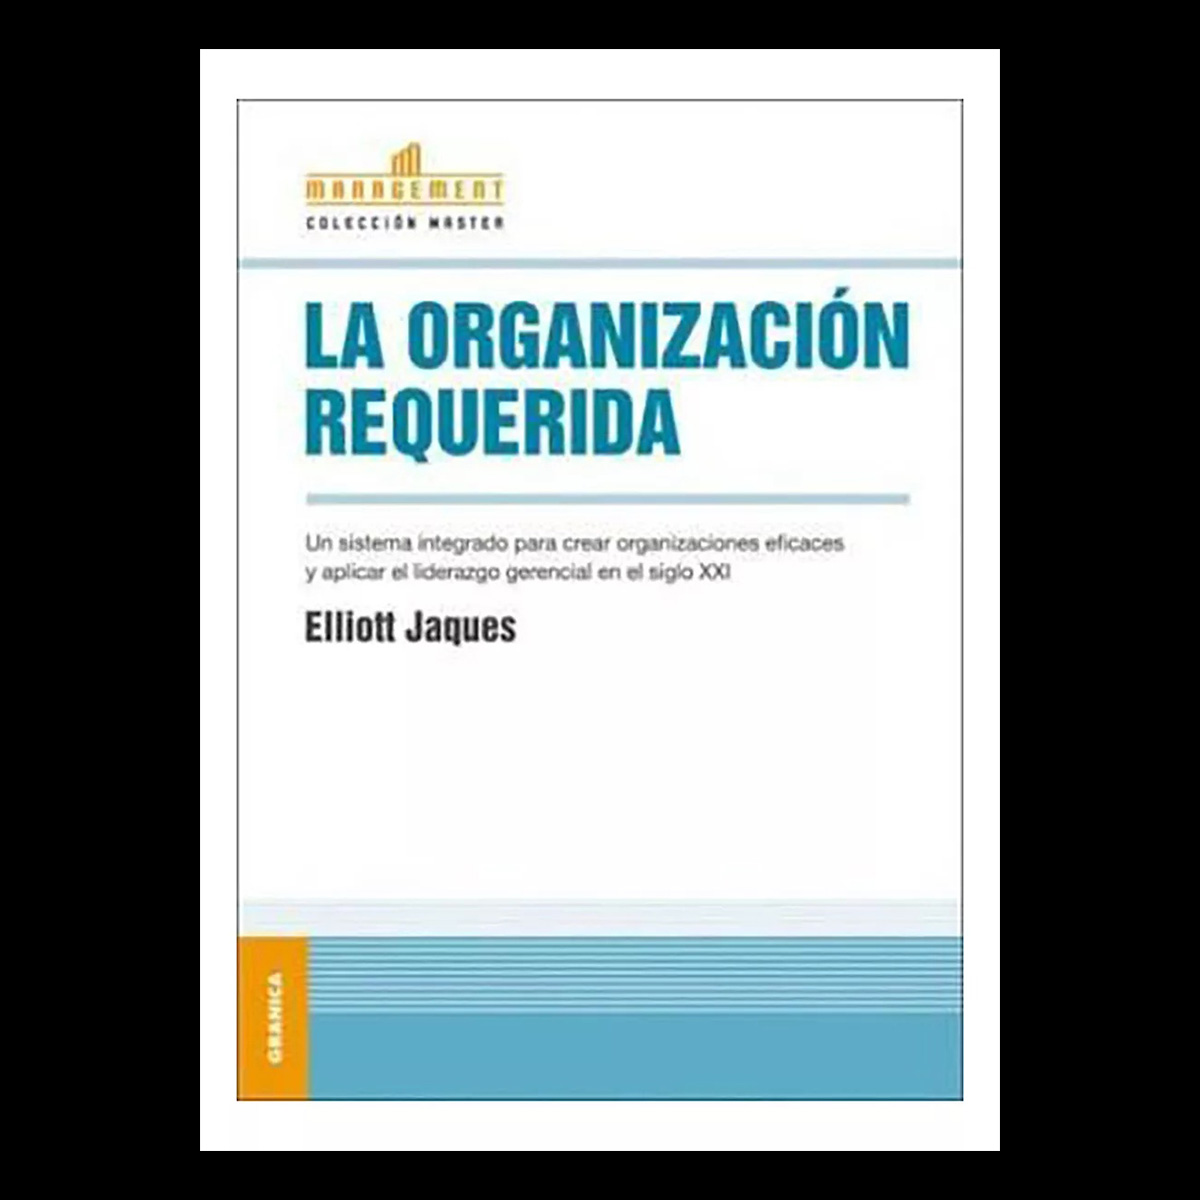 MANAGEMENT
COLECCIÓN MASTER
LA ORGANIZACIÓN
REQUERIDA
Un sistema integrado para crear organizaciones eficaces
y aplicar el liderazgo gerencial en el siglo XXI
Elliott Jaques
GRANICA